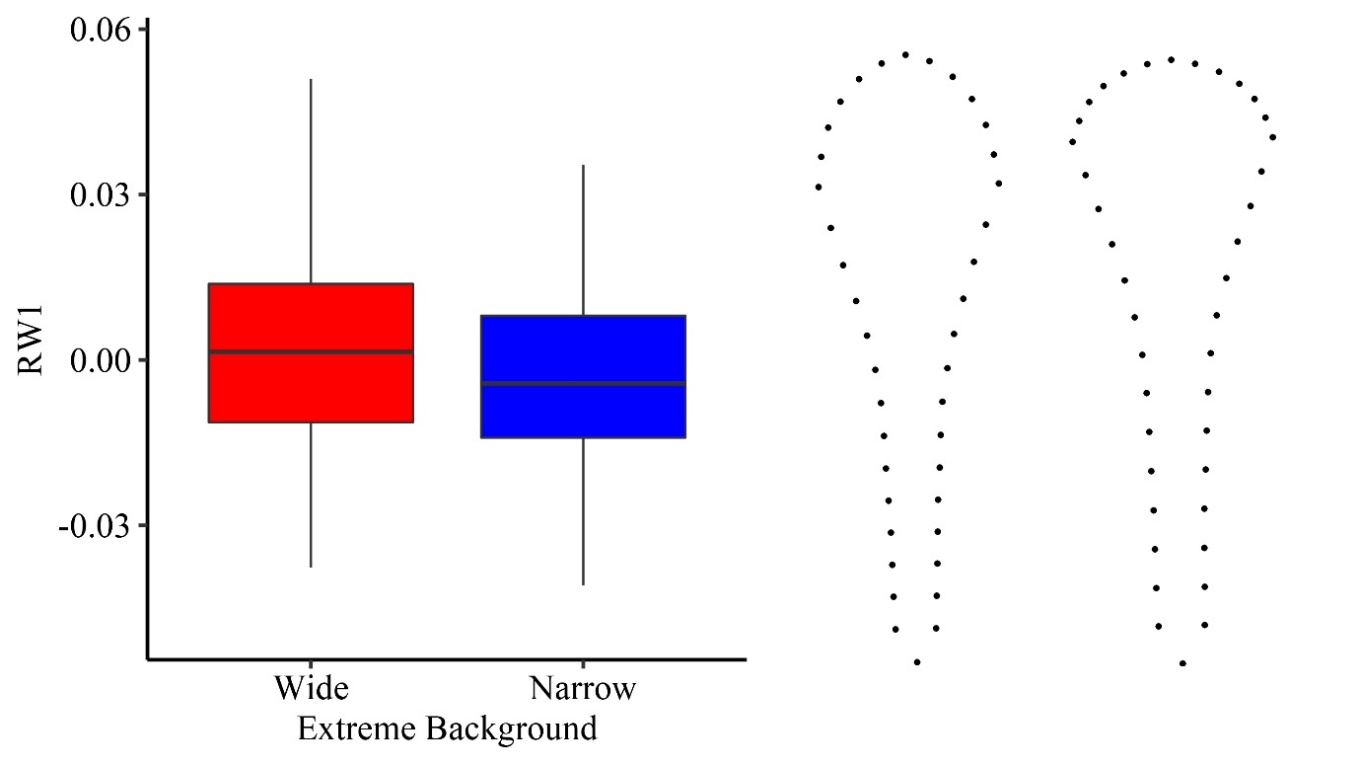 0.06
0.03
0.00
-0.03
RW1
Wide Narrow
Extreme Background